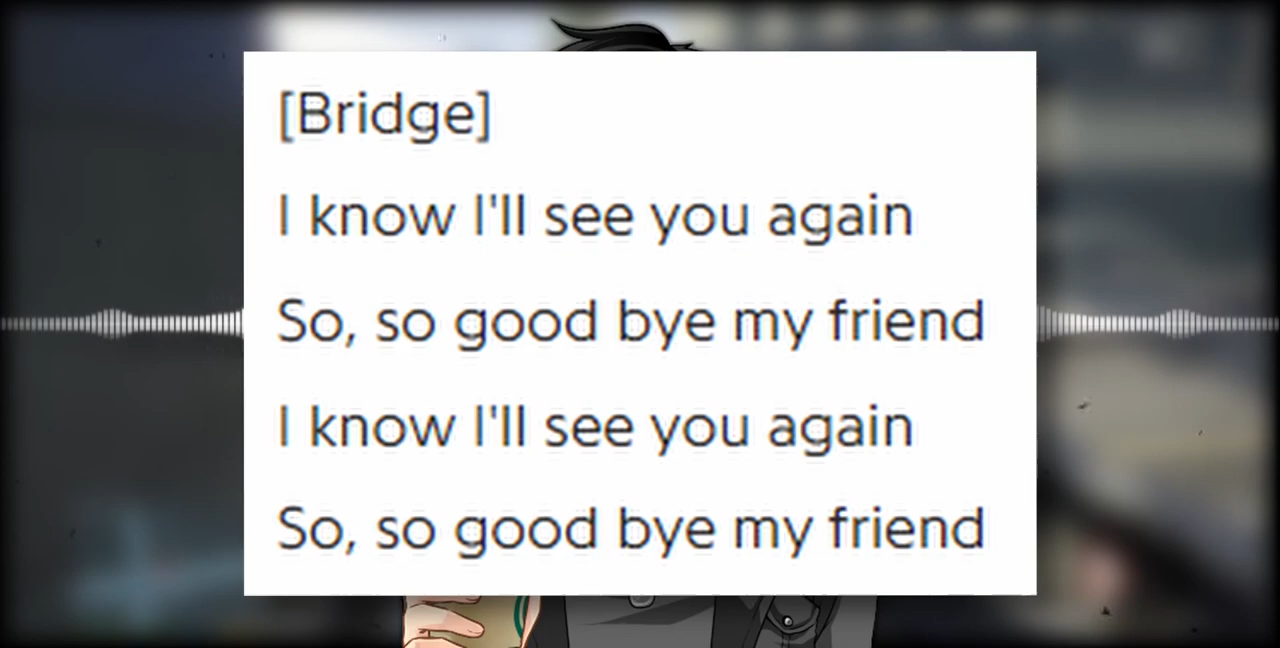 [Bridge]
I know I'll see you again
So, so good bye my friend
I know I'll see you again
So, so good bye my friend